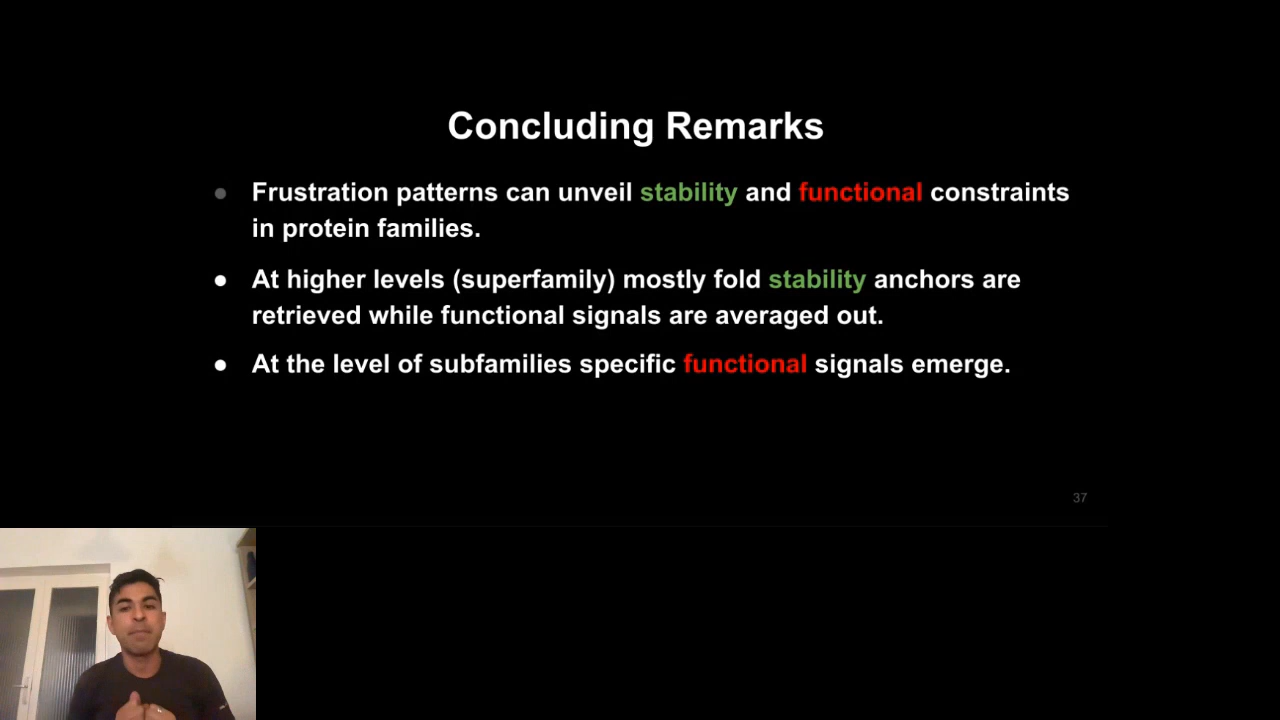 Concluding Remarks
● Frustration patterns can unveil stability and functional constraints
in protein families.
● At higher levels (superfamily) mostly fold stability anchors are
retrieved while functional signals are averaged out.
● At the level of subfamilies specific functional signals emerge.
37